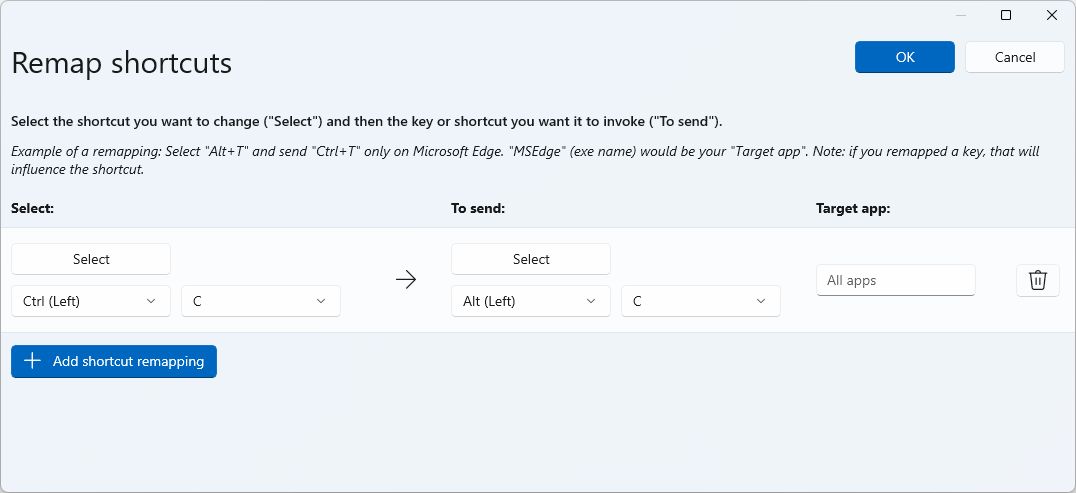 Remap shortcuts
OK
Cancel
Select the shortcut you want to change ("Select") and then the key or shortcut you want it to invoke ("To send").
Example of a remapping: Select "Alt+T" and send "Ctrl+T" only on Microsoft Edge. "MSEdge" (exe name) would be your "Target app". Note: if you remapped a key, that will
influence the shortcut.
Select:
To send:
Target app:
Select
Select
Ctrl (Left)
C
Alt (Left)
C
All apps
Add shortcut remapping